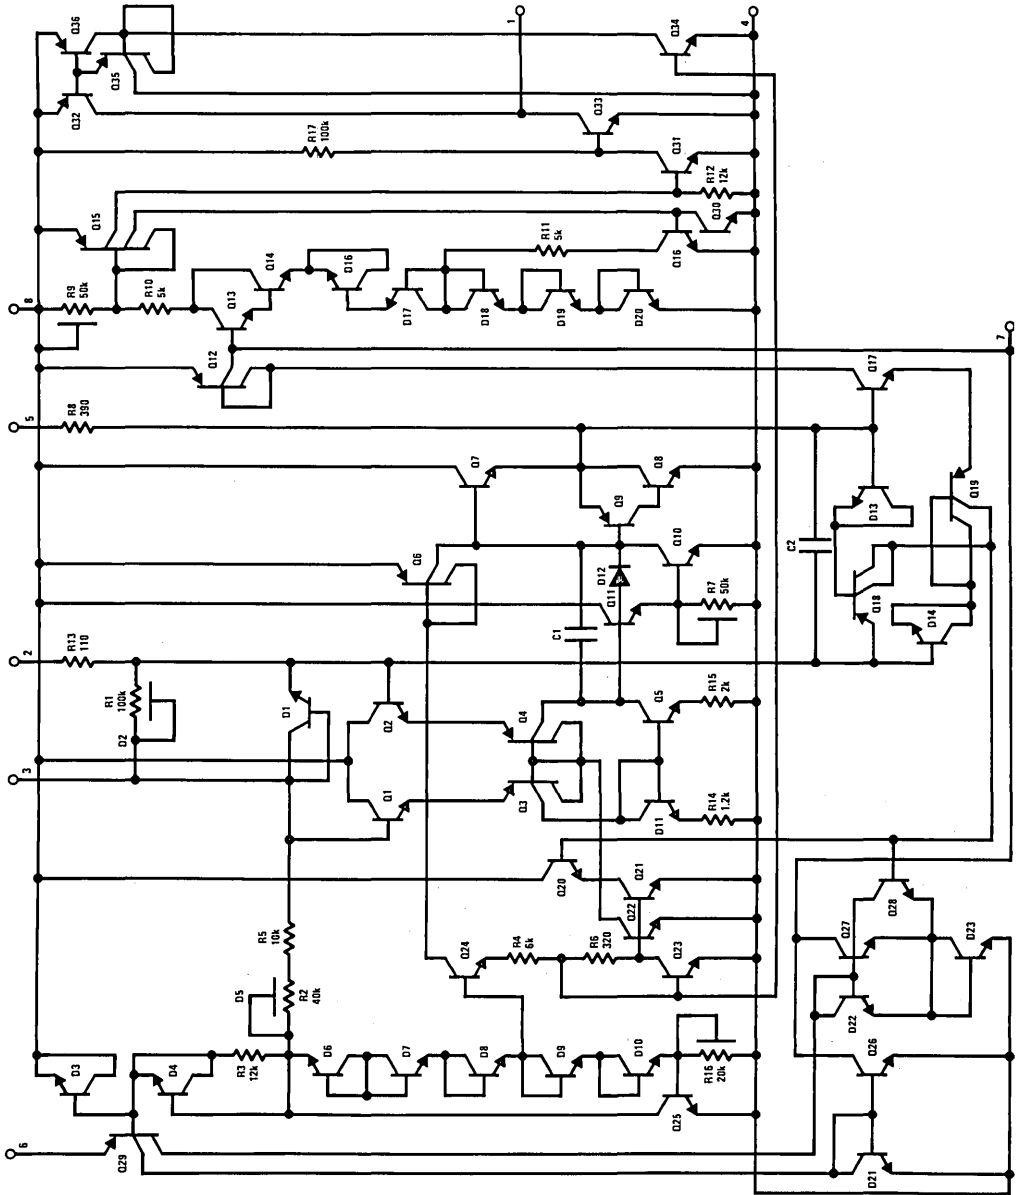 Q36
Q35
Q32
1
Q34
4
R17
100k
Q33
Q31
R12
12k
Q15
Q30
R11
5k
Q16
8
R9
50k
R10
5k
Q13
Q14
D16
D17
D18
D19
D20
7
Q12
5
R8
390
Q17
Q7
Q9
Q8
D13
Q19
C2
Q6
D12
Q10
Q11
R7
50k
Q18
D14
2
R13
110
C1
R1
100k
D2
D1
Q2
Q4
Q5
R15
2k
3
Q1
Q3
D11
R14
1.2k
Q20
Q21
Q22
Q28
Q27
R5
10k
Q24
R4
6k
R6
320
Q23
D23
D5
R2
40k
D22
D3
D4
R3
12k
D6
D7
D8
D9
D10
R16
20k
Q26
Q25
6
Q29
D21